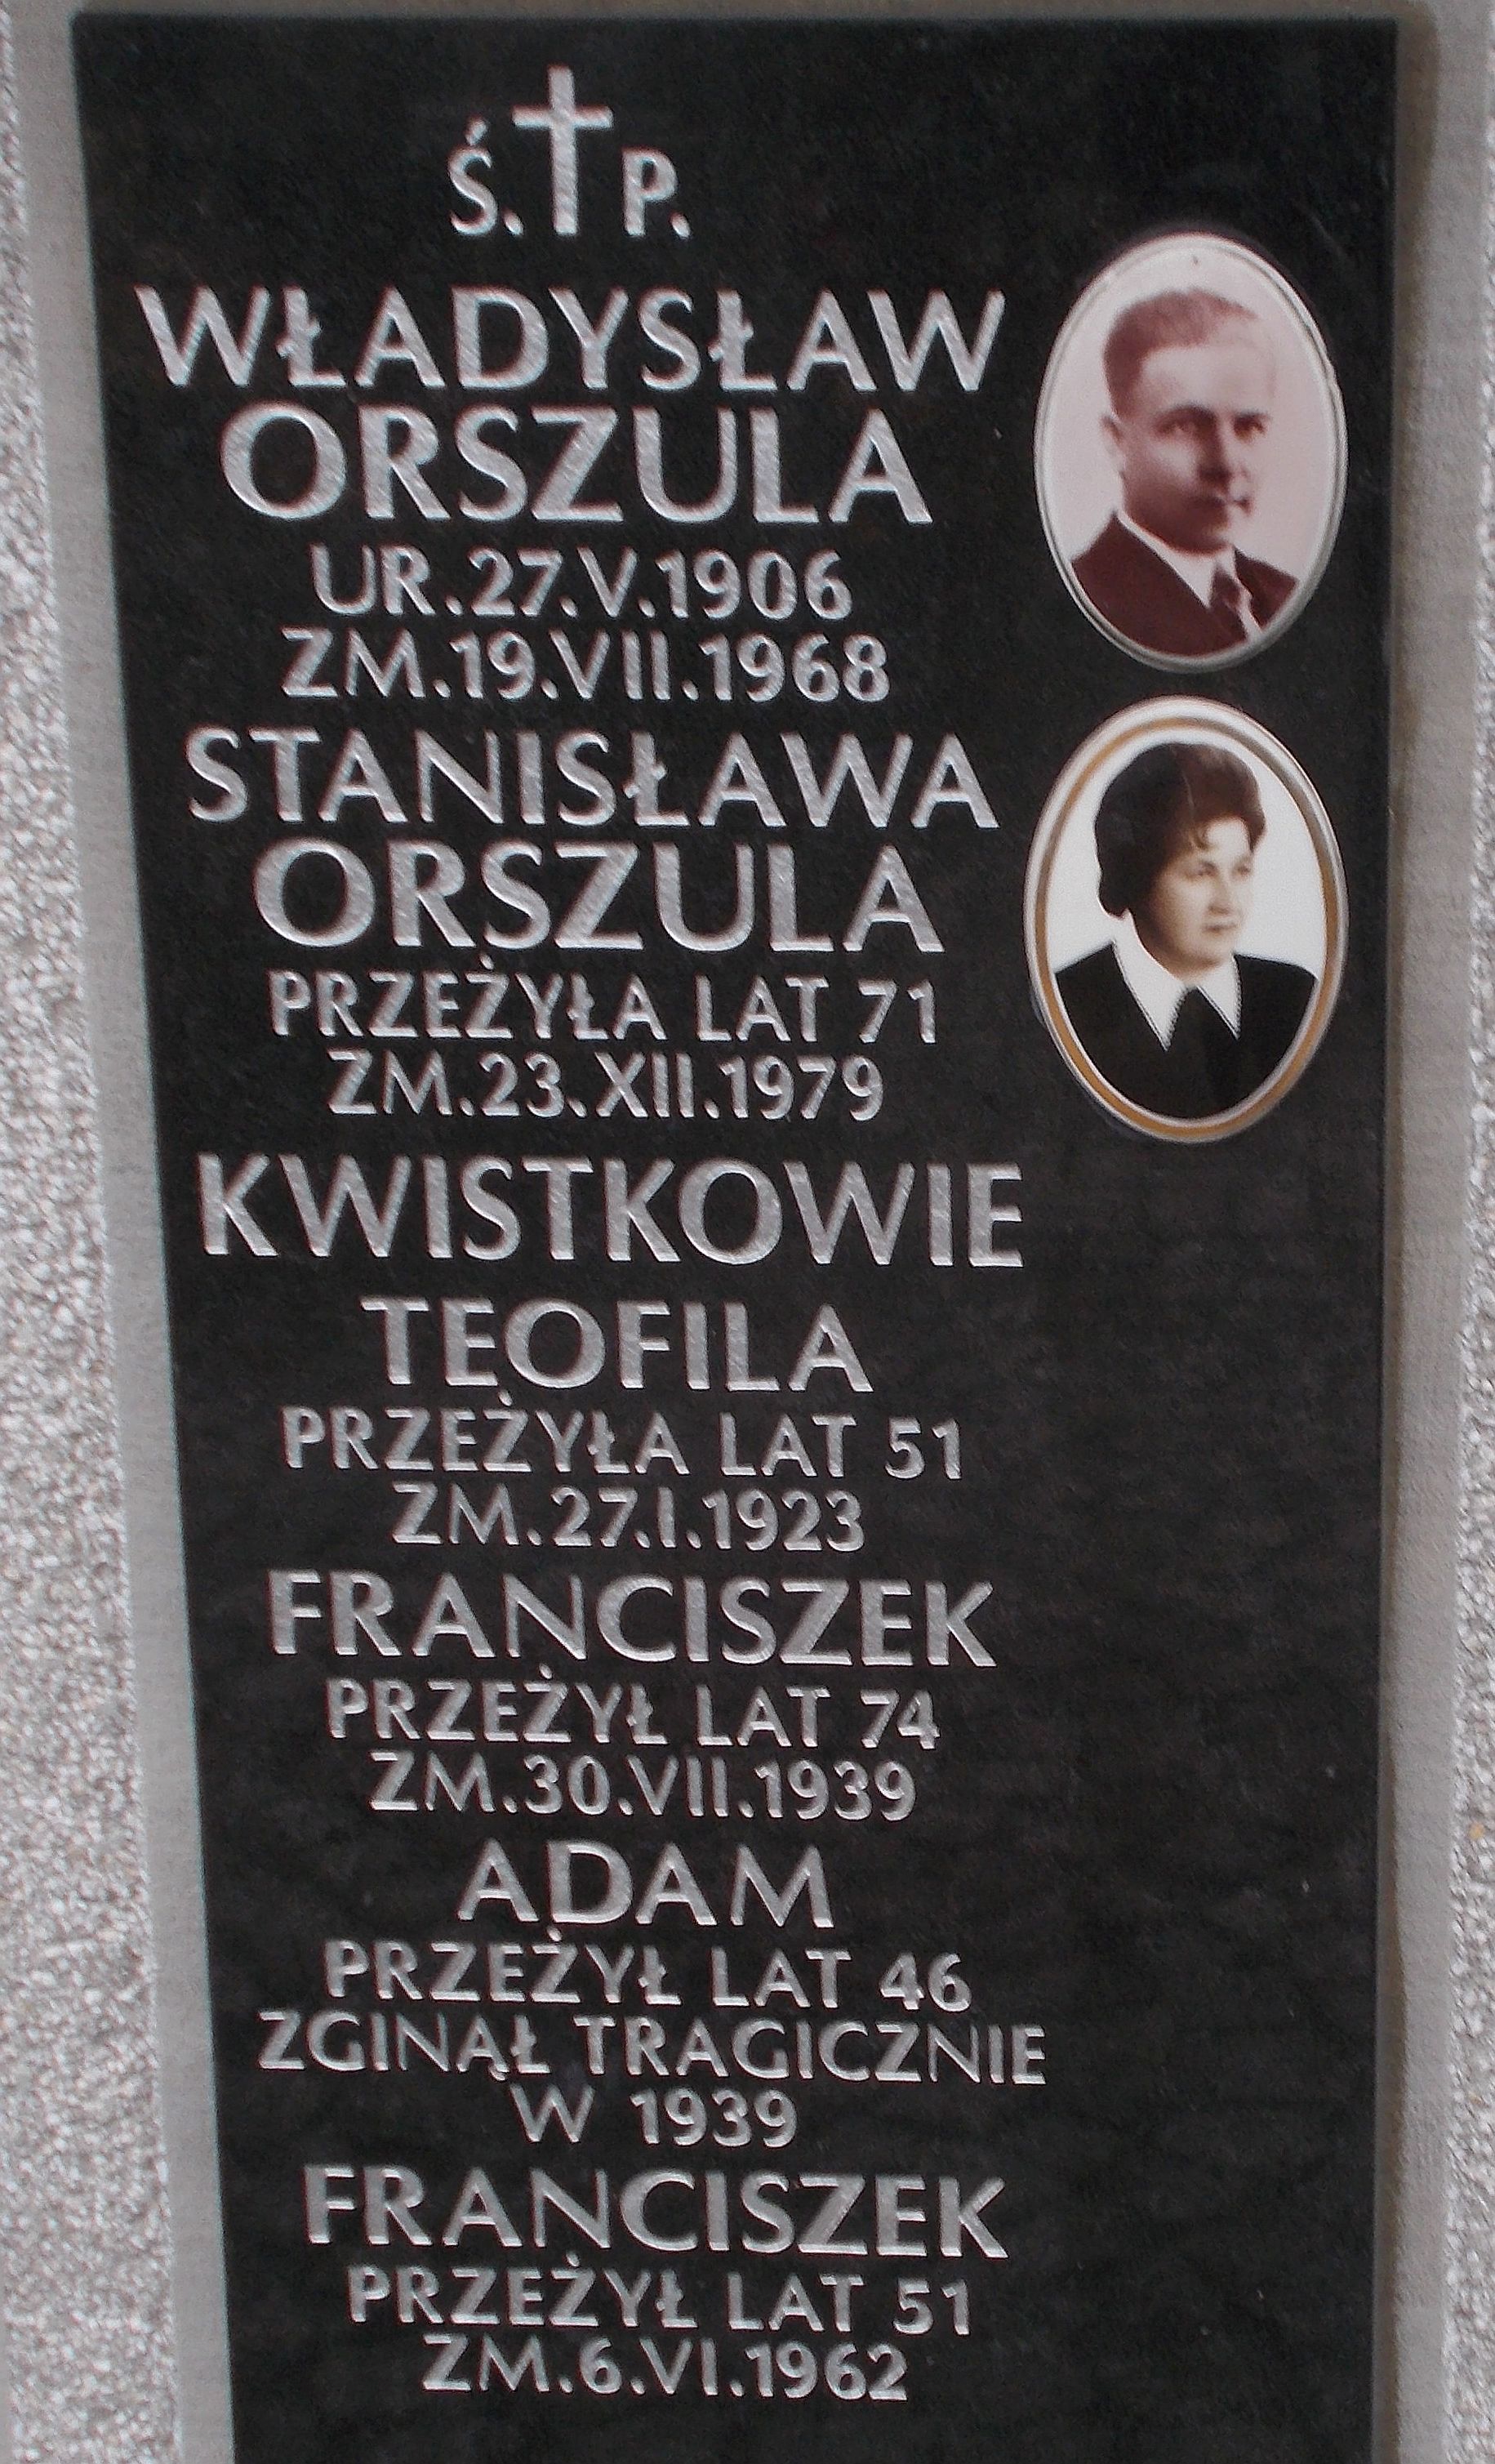 Ś. P.
WŁADYSŁAW
ORSZULA
UR.27.V.1906
ZM.19.VII.1968
STANISŁAWA
ORSZULA
PRZEŻYŁA LAT 71
ZM.23.XII.1979
KWISTKOWIE
TEOFILA
PRZEŻYŁA LAT 51
ZM.27.I.1923
FRANCISZEK
PRZEŻYŁ LAT 74
ZM.30.VII.1939
ADAM
PRZEŻYŁ LAT 46
ZGINĄŁ TRAGICZNIE
W 1939
FRANCISZEK
PRZEŻYŁ LAT 51
ZM.6.VI.1962